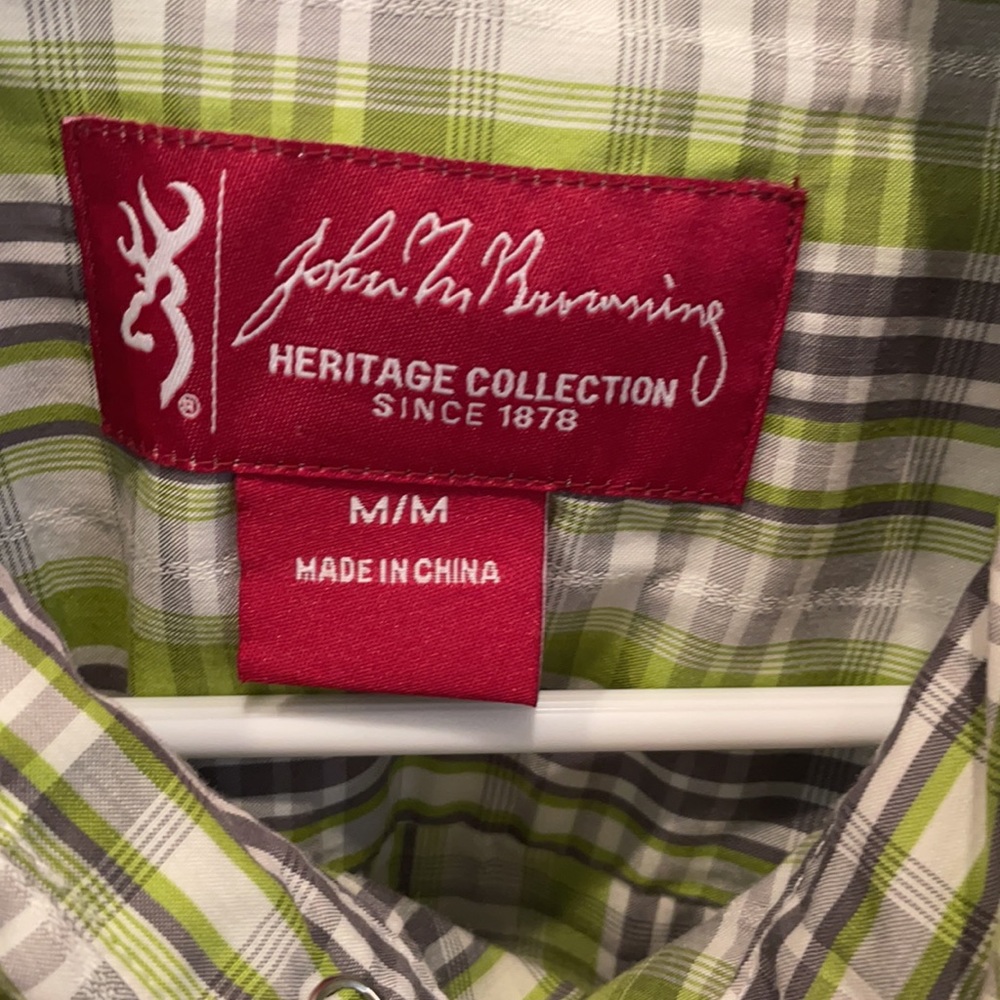 John M Browning
HERITAGE COLLECTION
SINCE 1878
®
M/M
MADE IN CHINA